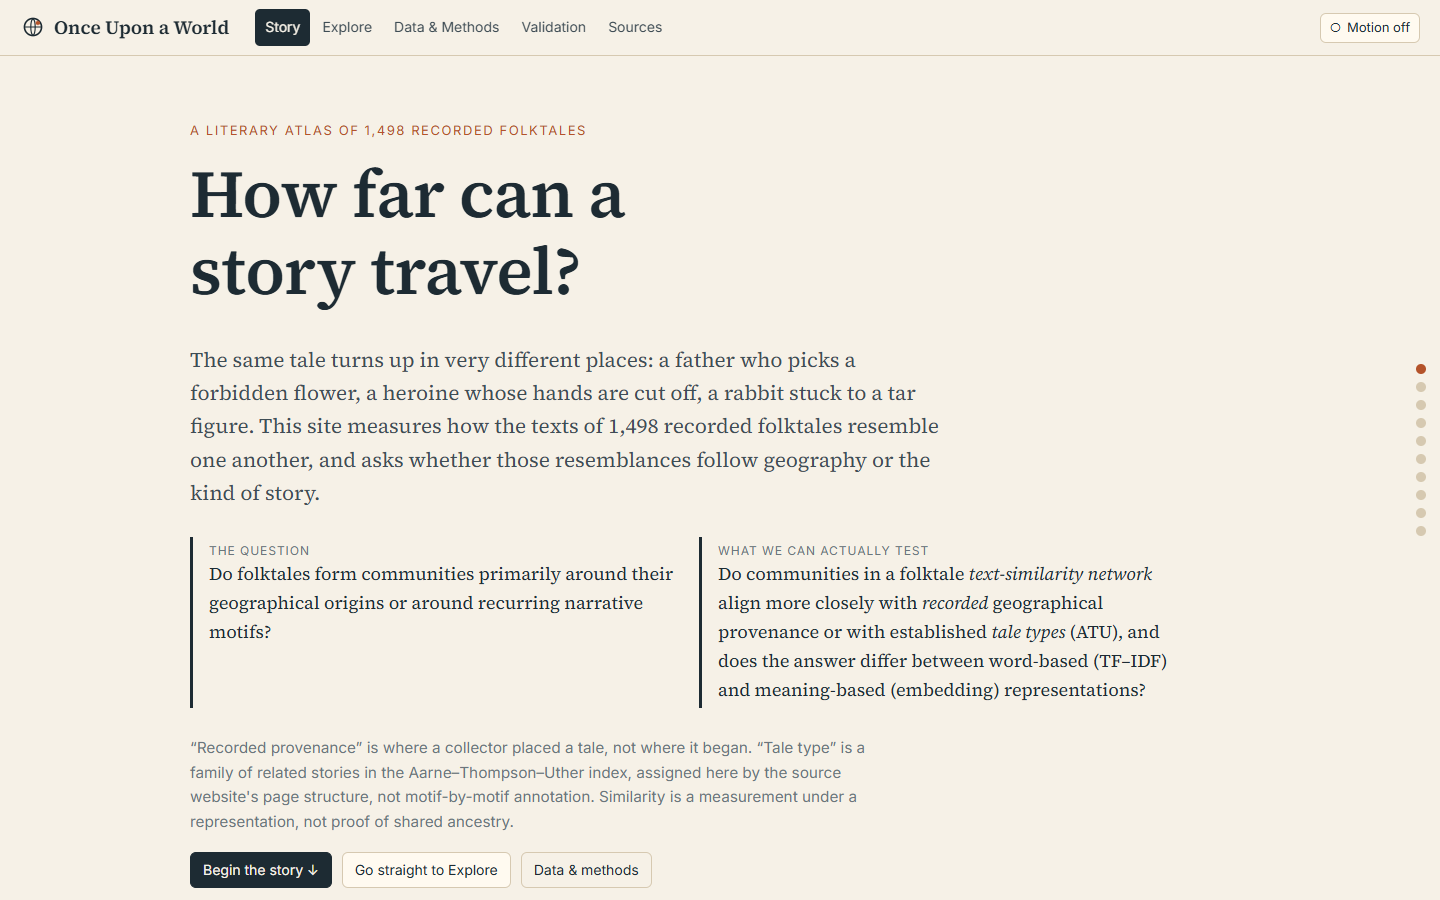 Once Upon a World
Story
Explore
Data & Methods
Validation
Sources
Motion off
A LITERARY ATLAS OF 1,498 RECORDED FOLKTALES
How far can a
story travel?
The same tale turns up in very different places: a father who picks a
forbidden flower, a heroine whose hands are cut off, a rabbit stuck to a tar
figure. This site measures how the texts of 1,498 recorded folktales resemble
one another, and asks whether those resemblances follow geography or the
kind of story.
THE QUESTION
Do folktales form communities primarily around their
geographical origins or around recurring narrative
motifs?
WHAT WE CAN ACTUALLY TEST
Do communities in a folktale text-similarity network
align more closely with recorded geographical
provenance or with established tale types (ATU), and
does the answer differ between word-based (TF–IDF)
and meaning-based (embedding) representations?
“Recorded provenance” is where a collector placed a tale, not where it began. “Tale type” is a
family of related stories in the Aarne–Thompson–Uther index, assigned here by the source
website's page structure, not motif-by-motif annotation. Similarity is a measurement under a
representation, not proof of shared ancestry.
Begin the story ↓
Go straight to Explore
Data & methods